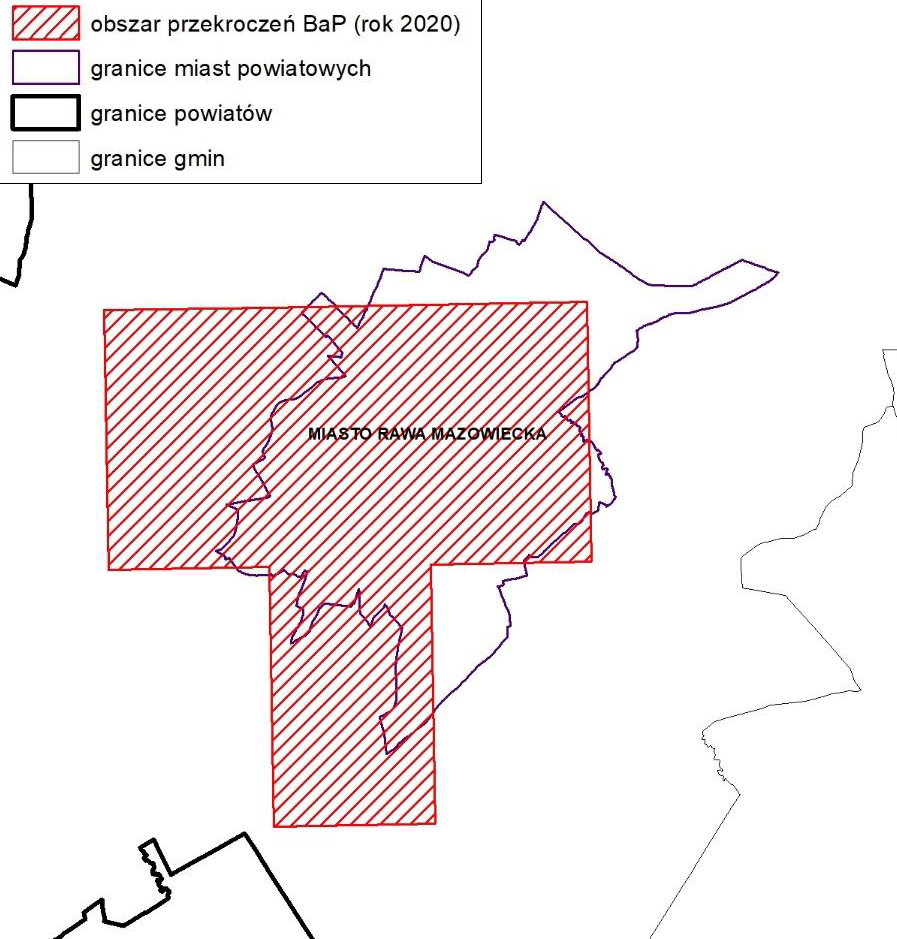 obszar przekroczeń BaP (rok 2020)
granice miast powiatowych
granice powiatów
granice gmin
MIASTO RAWA MAZOWIECKA